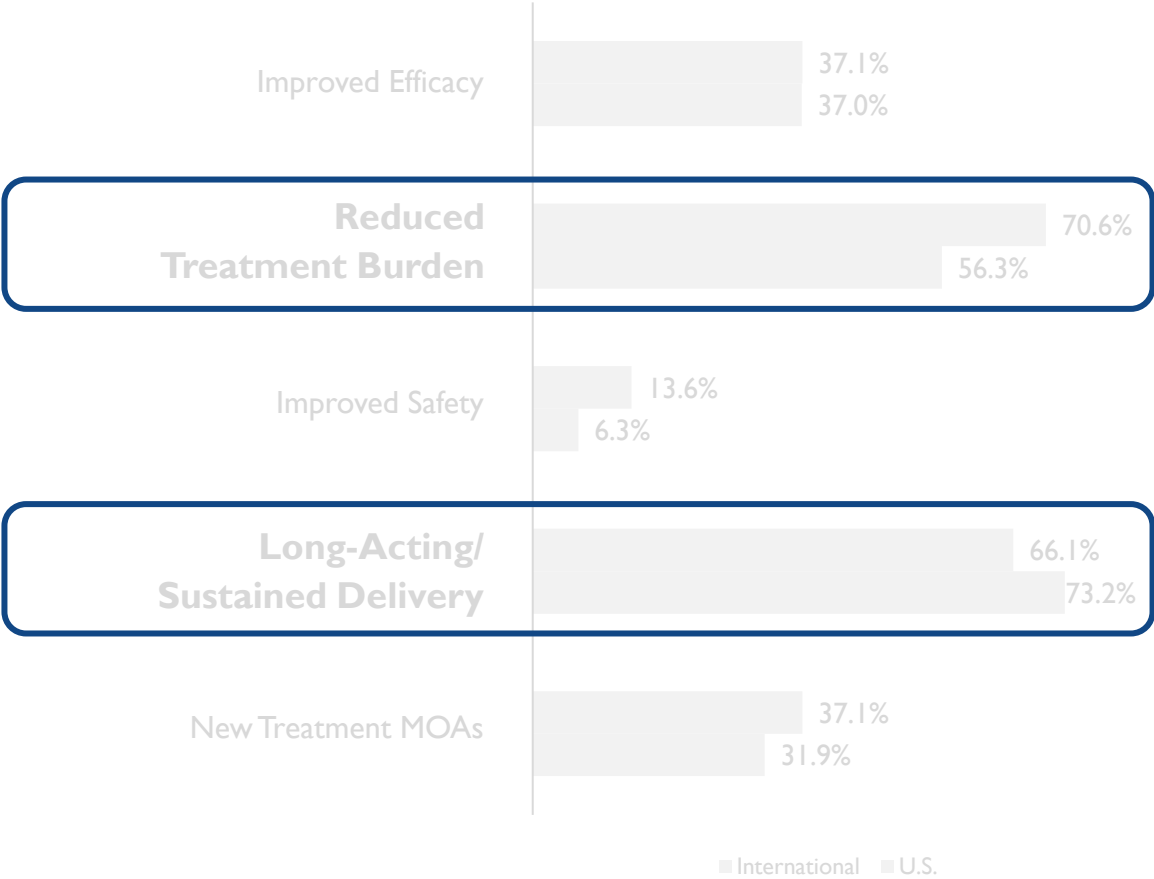 Improved Efficacy
37.1%
37.0%
Reduced
Treatment Burden
70.6%
56.3%
Improved Safety
13.6%
6.3%
Long-Acting/
Sustained Delivery
66.1%
73.2%
New Treatment MOAs
37.1%
31.9%
International U.S.